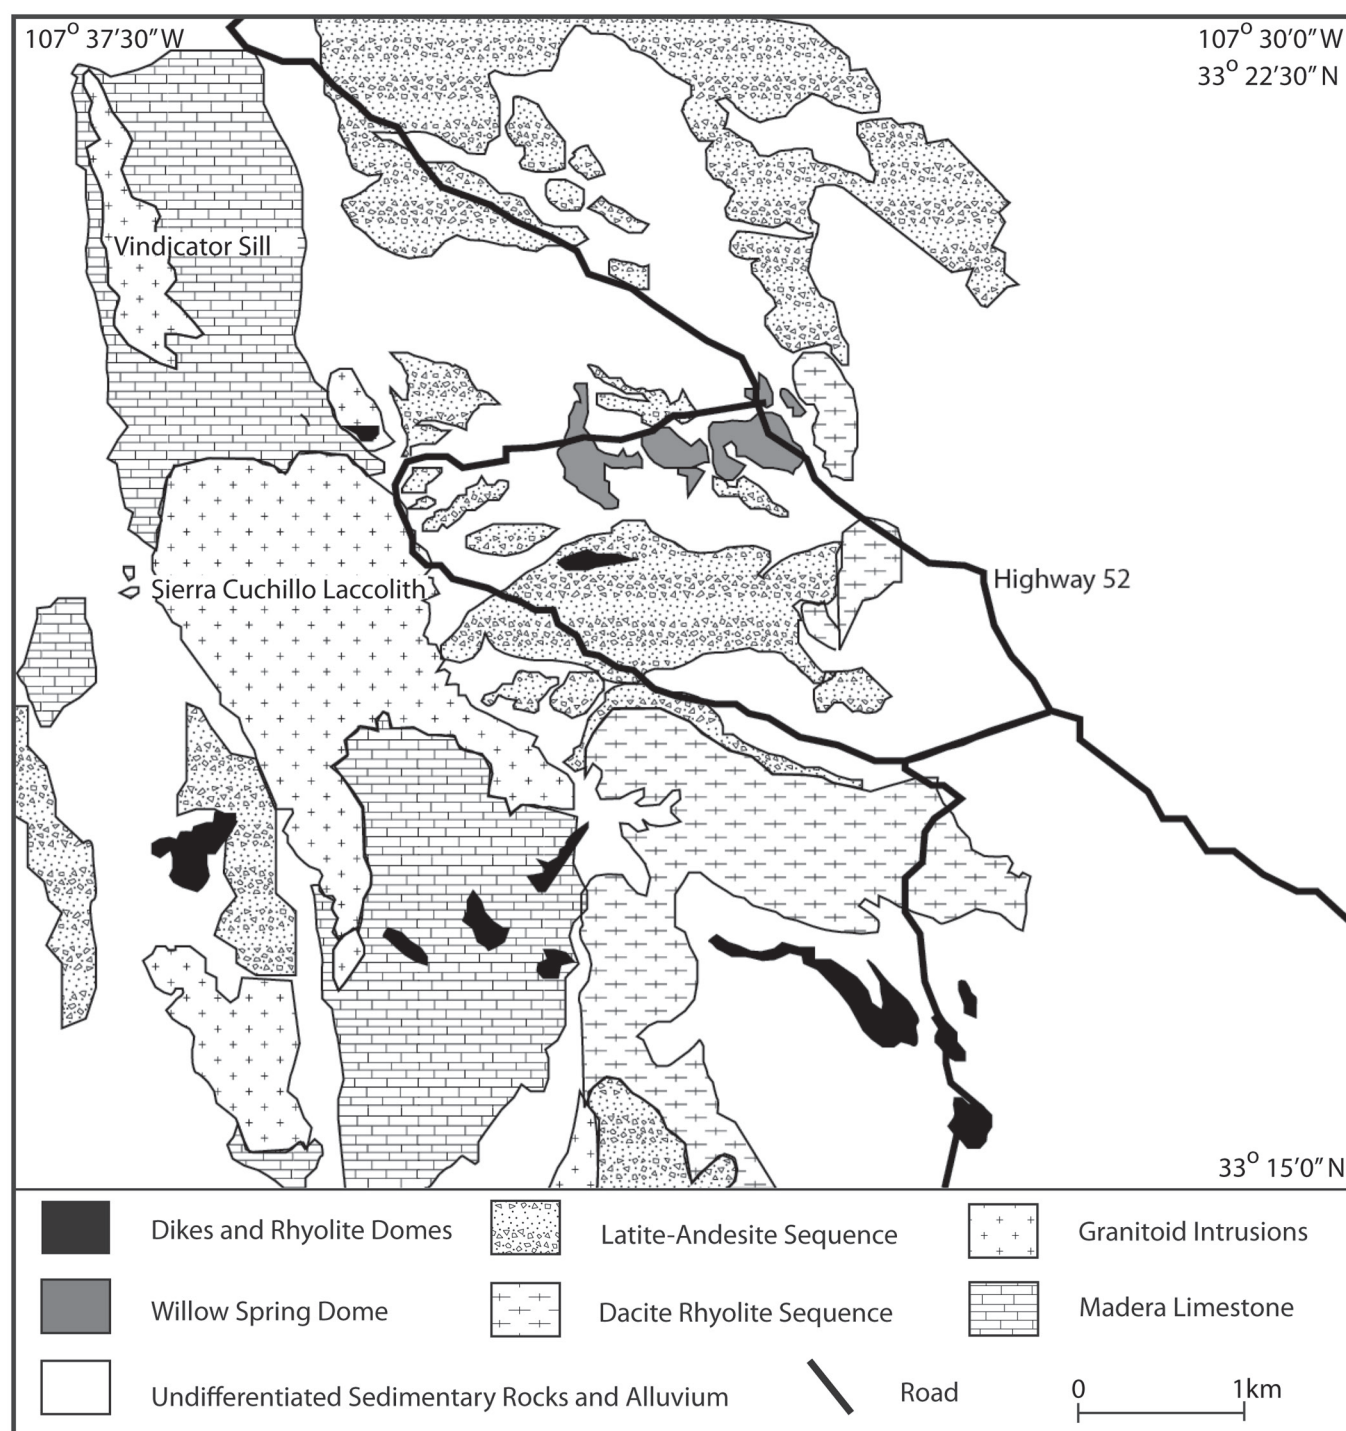 107° 37'30" W
107° 30'0" W
33° 22'30" N
Vindicator Sill
Highway 52
Sierra Cuchillo Laccolith
33° 15'0" N
Dikes and Rhyolite Domes
Latite-Andesite Sequence
Granitoid Intrusions
Willow Spring Dome
Dacite Rhyolite Sequence
Madera Limestone
Undifferentiated Sedimentary Rocks and Alluvium
Road
0 1km